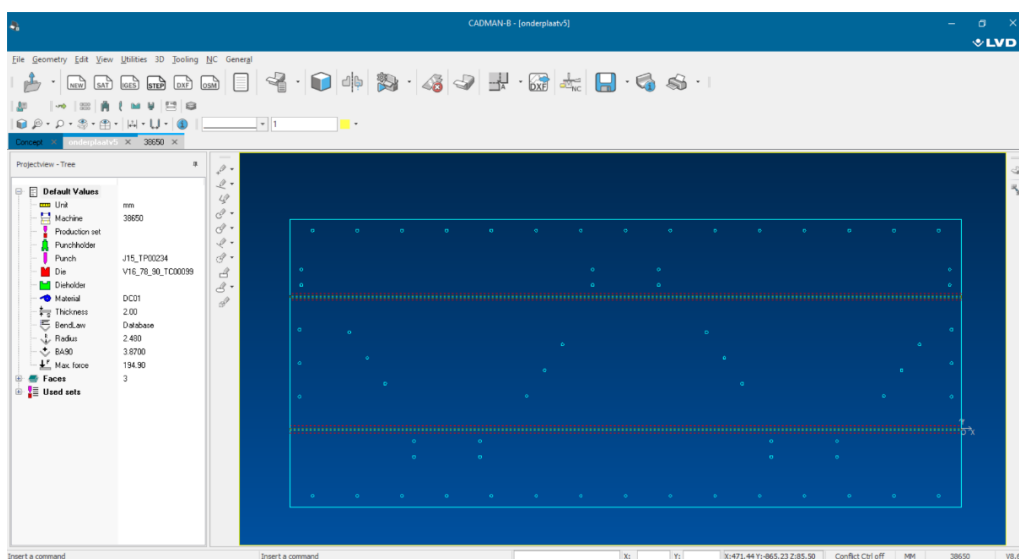 CADMAN-B - [onderplaatv5]
LVD
File Geometry Edit View Utilities 3D Tooling NC General
NEW SAT IGES STEP DXF OSM DXF NC
1
Concept onderplaatv5 38650
Projectview - Tree
Default Values
Unit mm
Machine 38650
Production set
Punchholder
Punch J15_TP00234
Die V16_78_90_TC00099
Dieholder
Material DC01
Thickness 2.00
BendLaw Database
Radius 2.480
BA90 3.8700
Max. force 194.90
Faces 3
Used sets
X
Insert a command Insert a command X: Y: X:471.44 Y:-865.23 Z:85.50 Conflict Ctrl off MM 38650